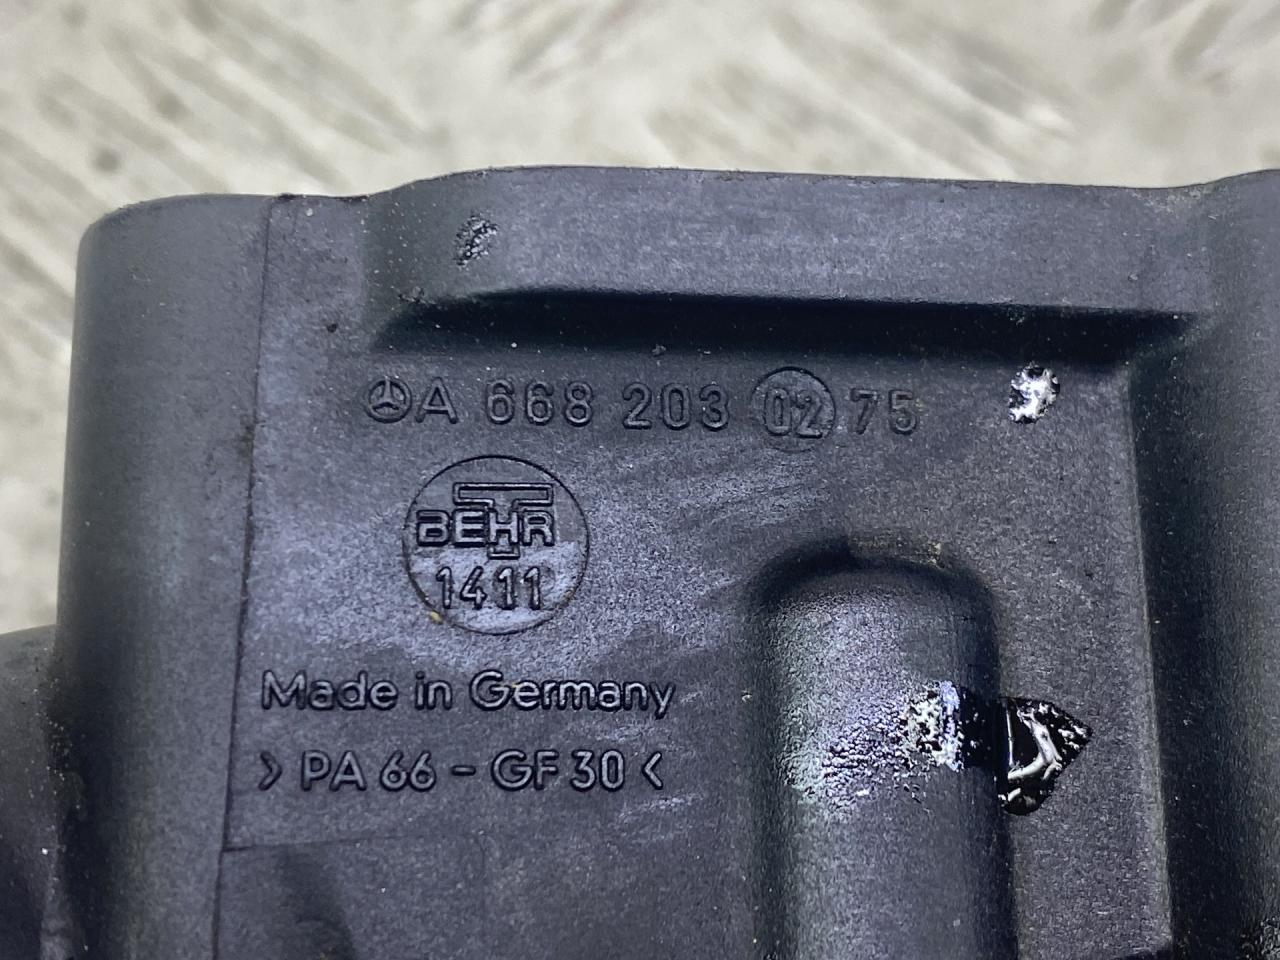 A 668 203 02 75
BEHR
1411
Made in Germany
>PA 66 - GF 30<